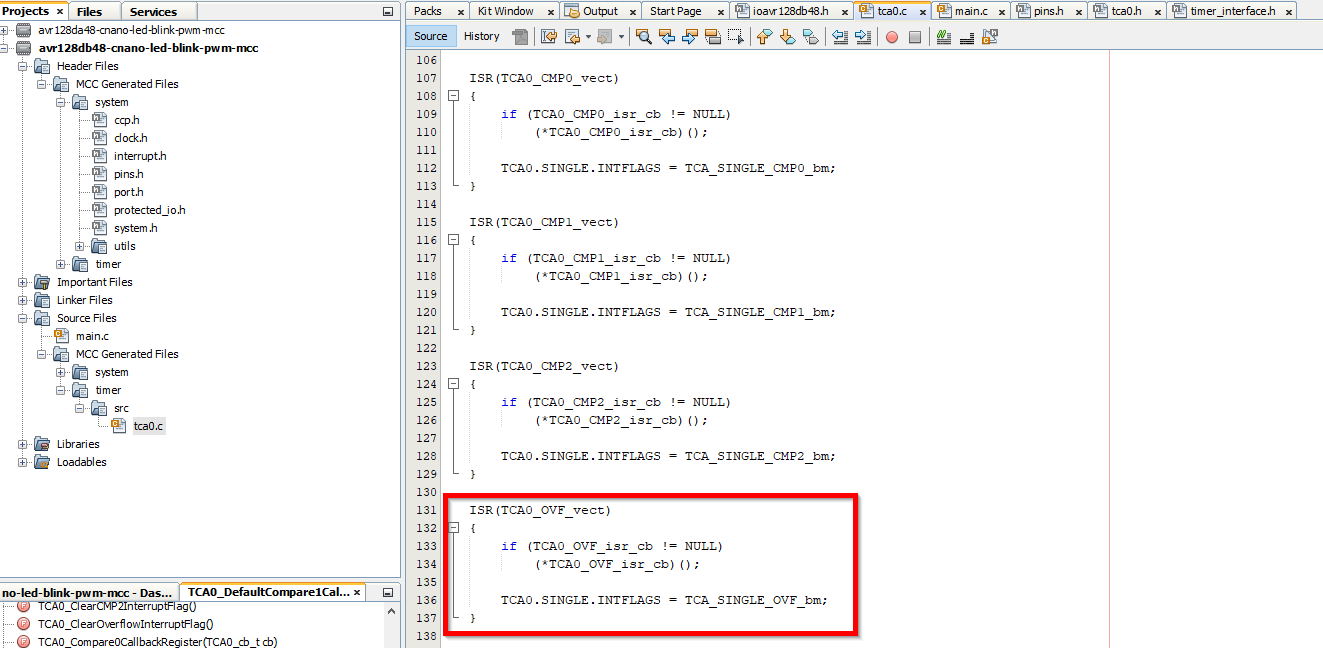 Projects × Files Services
avr128da48-cnano-led-blink-pwm-mcc
avr128db48-cnano-led-blink-pwm-mcc
Header Files
MCC Generated Files
system
ccp.h
clock.h
interrupt.h
pins.h
port.h
protected_io.h
system.h
utils
timer
Important Files
Linker Files
Source Files
main.c
MCC Generated Files
system
timer
src
tca0.c
Libraries
Loadables
no-led-blink-pwm-mcc - Das... TCA0_DefaultCompare1Cal... ×
TCA0_ClearCMP2InterruptFlag()
TCA0_ClearOverflowInterruptFlag()
TCA0_Compare0CallbackRegister(TCA0_cb_t cb)
Packs × Kit Window × Output × Start Page × ioavr128db48.h × tca0.c × main.c × pins.h × tca0.h × timer_interface.h ×
Source History
106
107 ISR(TCA0_CMP0_vect)
108 {
109 if (TCA0_CMP0_isr_cb != NULL)
110 (*TCA0_CMP0_isr_cb)();
111
112 TCA0.SINGLE.INTFLAGS = TCA_SINGLE_CMP0_bm;
113 }
114
115 ISR(TCA0_CMP1_vect)
116 {
117 if (TCA0_CMP1_isr_cb != NULL)
118 (*TCA0_CMP1_isr_cb)();
119
120 TCA0.SINGLE.INTFLAGS = TCA_SINGLE_CMP1_bm;
121 }
122
123 ISR(TCA0_CMP2_vect)
124 {
125 if (TCA0_CMP2_isr_cb != NULL)
126 (*TCA0_CMP2_isr_cb)();
127
128 TCA0.SINGLE.INTFLAGS = TCA_SINGLE_CMP2_bm;
129 }
130
131 ISR(TCA0_OVF_vect)
132 {
133 if (TCA0_OVF_isr_cb != NULL)
134 (*TCA0_OVF_isr_cb)();
135
136 TCA0.SINGLE.INTFLAGS = TCA_SINGLE_OVF_bm;
137 }
138